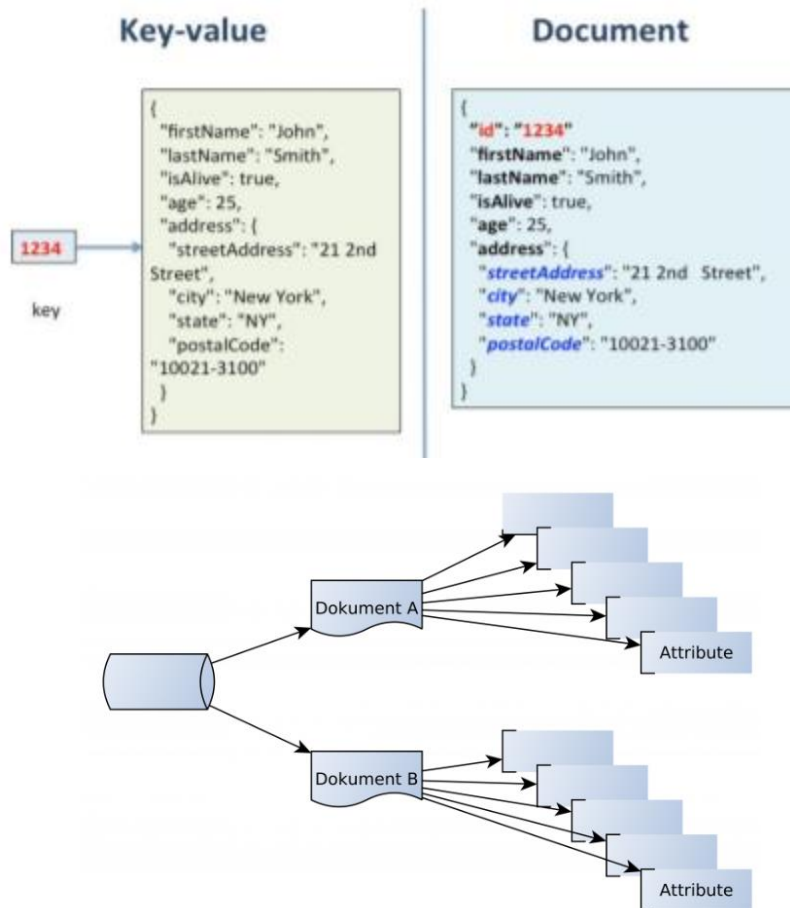 Key-value
Document
{
"firstName": "John",
"lastName": "Smith",
"isAlive": true,
"age": 25,
"address": {
"streetAddress": "21 2nd
Street",
"city": "New York",
"state": "NY",
"postalCode":
"10021-3100"
}
}
1234
key
{
"id": "1234"
"firstName": "John",
"lastName": "Smith",
"isAlive": true,
"age": 25,
"address": {
"streetAddress": "21 2nd Street",
"city": "New York",
"state": "NY",
"postalCode": "10021-3100"
}
}
Dokument A
Attribute
Dokument B
Attribute